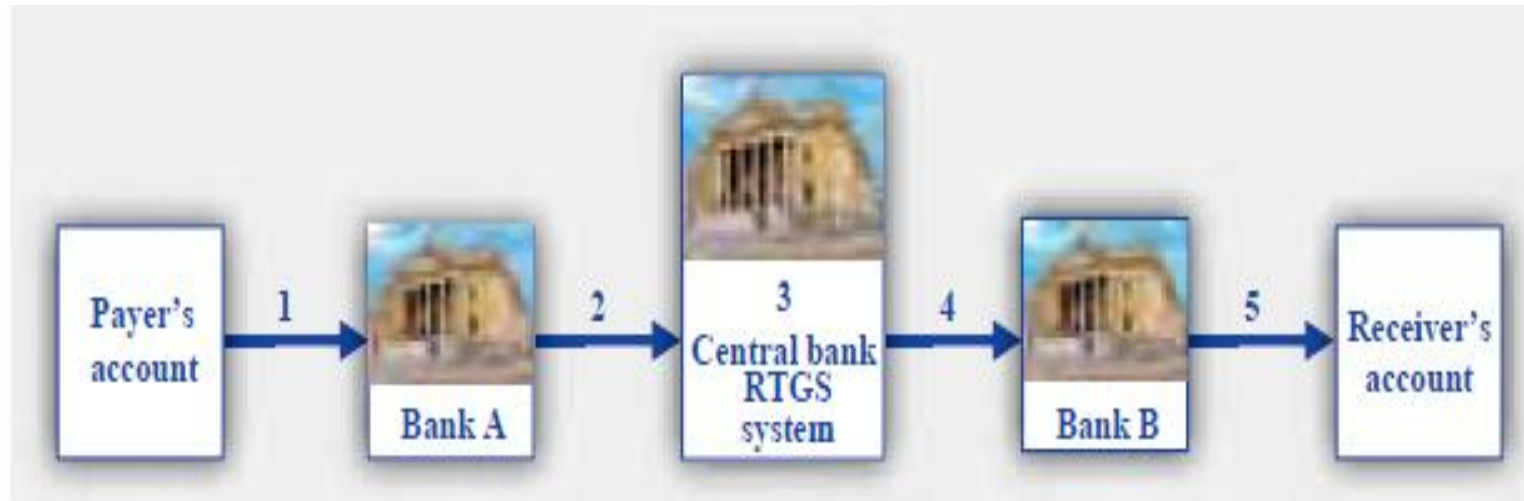 Payer's
account
1
Bank A
2
3
Central bank
RTGS
system
4
Bank B
5
Receiver's
account